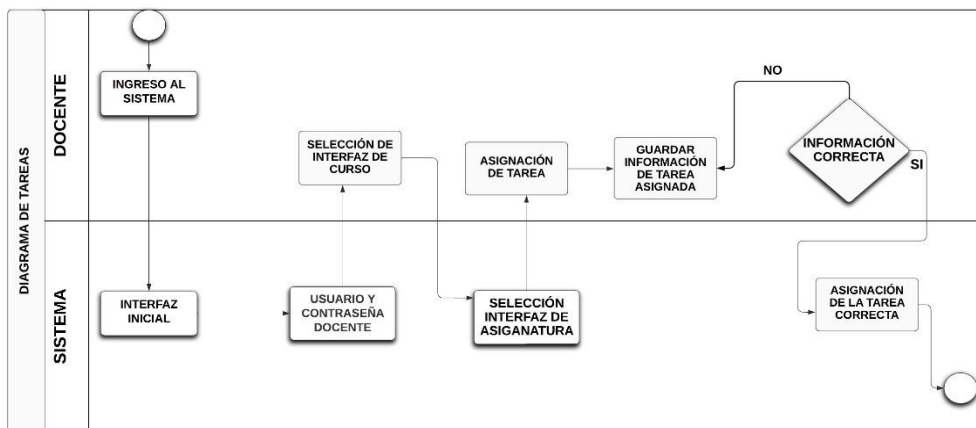 DIAGRAMA DE TAREAS
DOCENTE
INGRESO AL
SISTEMA
SELECCIÓN DE
INTERFAZ DE
CURSO
ASIGNACIÓN
DE TAREA
GUARDAR
INFORMACIÓN
DE TAREA
ASIGNADA
NO
INFORMACIÓN
CORRECTA
SI
SISTEMA
INTERFAZ
INICIAL
USUARIO Y
CONTRASEÑA
DOCENTE
SELECCIÓN
INTERFAZ DE
ASIGANATURA
ASIGNACIÓN
DE LA TAREA
CORRECTA